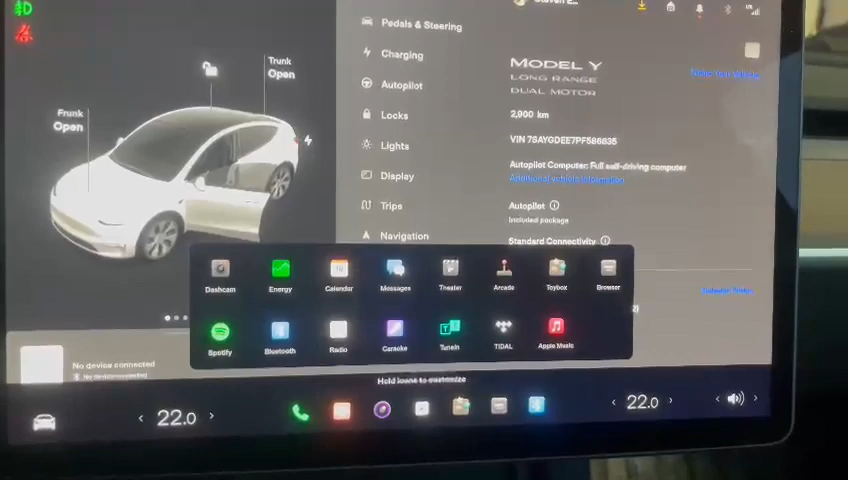 Trunk
Open
Frunk
Open
Pedals & Steering
Charging
Autopilot
Locks
Lights
Display
Trips
Navigation
MODEL Y
LONG RANGE
DUAL MOTOR
2,900 km
Autopilot Computer: Full self-driving computer
Additional vehicle information
Autopilot
Included package
Standard Connectivity
Dashcam
Energy
Calendar
Messages
Theater
Arcade
Toybox
Browser
Spotify
Bluetooth
Radio
Caraoke
TuneIn
TIDAL
Apple Music
No device connected
No device connected
Hold icons to customize
22.0
22.0